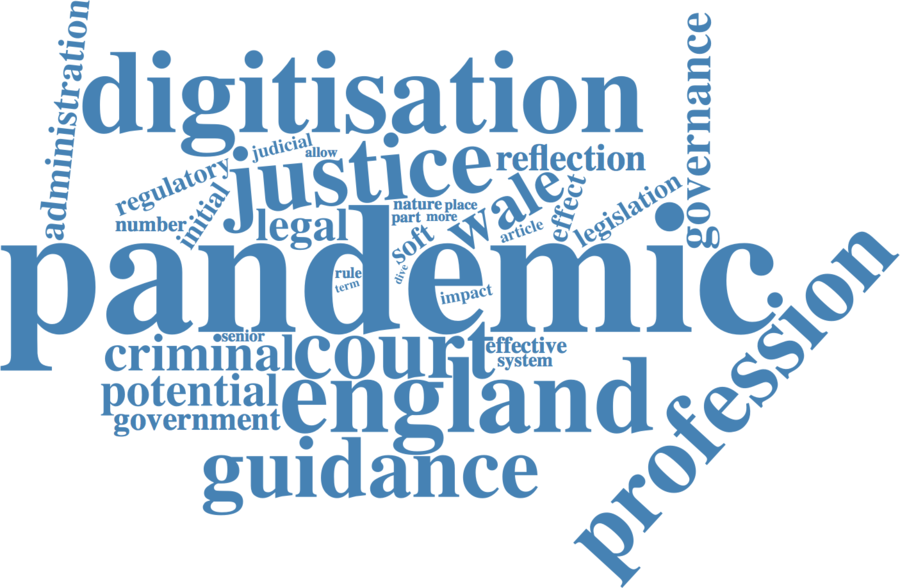 administration
digitisation
governance
judicial
allow
justice
reflection
regulatory
initial
number
legal
nature place
part more
wale
effect
legislation
article
soft
dive
pandemic
rule
term
impact
profession
senior
criminal
court
effective
system
potential
england
government
guidance